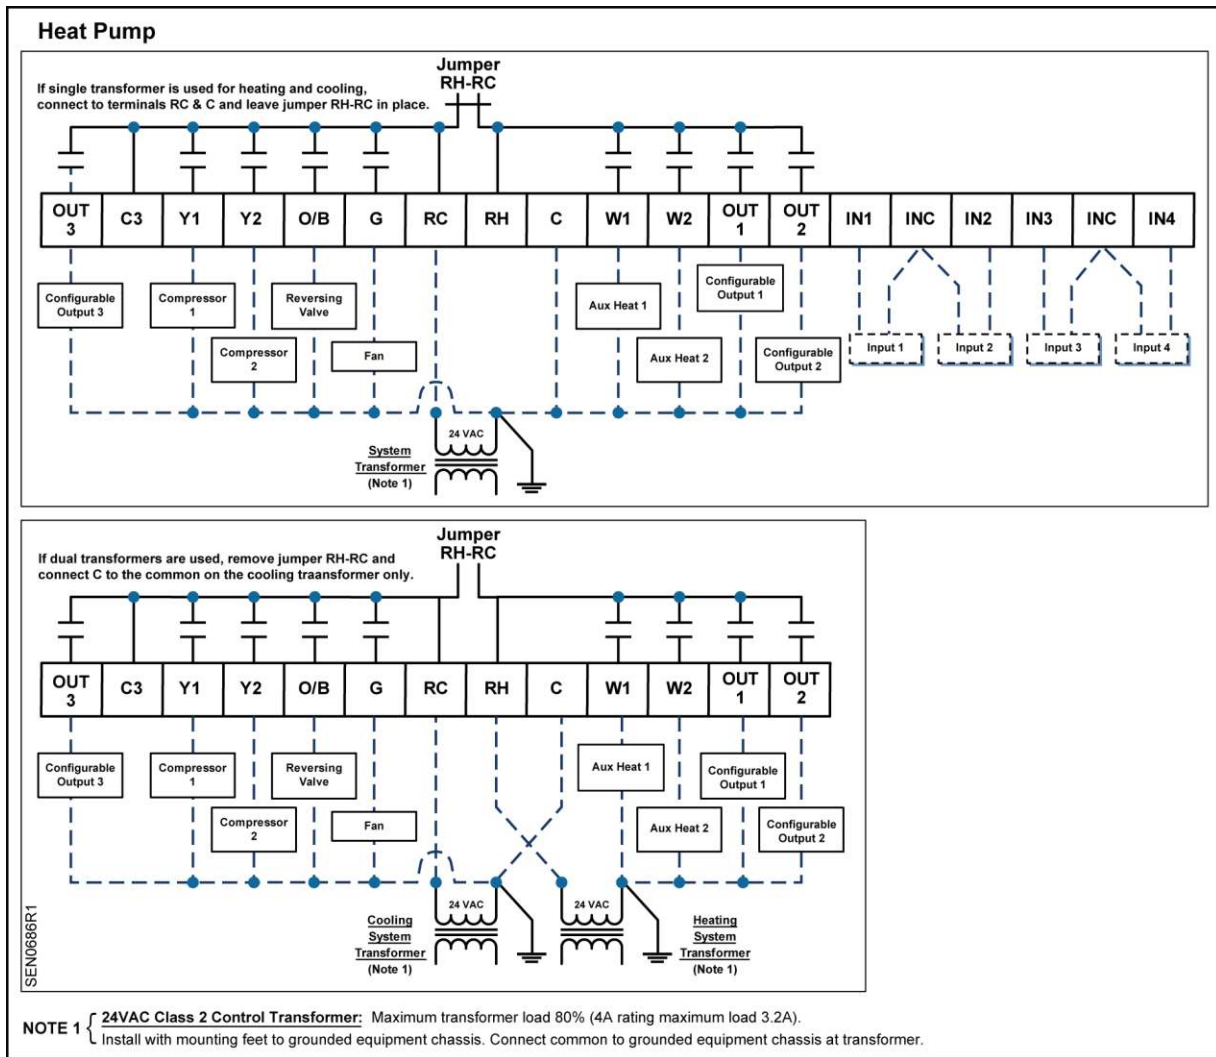 Heat Pump
If single transformer is used for heating and cooling,
connect to terminals RC & C and leave jumper RH-RC in place.
Jumper
RH-RC
OUT 3 C3 Y1 Y2 O/B G RC RH C W1 W2 OUT 1 OUT 2 IN1 INC IN2 IN3 INC IN4
Configurable
Output 3
Compressor
1
Compressor
2
Reversing
Valve
Fan
Aux Heat 1
Aux Heat 2
Configurable
Output 1
Configurable
Output 2
Input 1
Input 2
Input 3
Input 4
24 VAC
System
Transformer
(Note 1)
If dual transformers are used, remove jumper RH-RC and
connect C to the common on the cooling traansformer only.
Jumper
RH-RC
OUT 3 C3 Y1 Y2 O/B G RC RH C W1 W2 OUT 1 OUT 2
Configurable
Output 3
Compressor
1
Compressor
2
Reversing
Valve
Fan
Aux Heat 1
Aux Heat 2
Configurable
Output 1
Configurable
Output 2
24 VAC
24 VAC
Cooling
System
Transformer
(Note 1)
Heating
System
Transformer
(Note 1)
SEN0686R1
NOTE 1 { 24VAC Class 2 Control Transformer: Maximum transformer load 80% (4A rating maximum load 3.2A).
Install with mounting feet to grounded equipment chassis. Connect common to grounded equipment chassis at transformer.